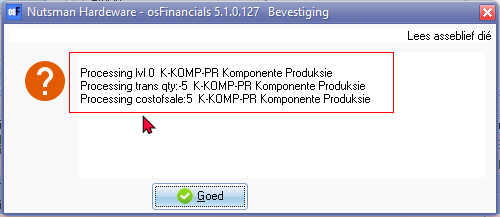 Nutsman Hardware - osFinancials 5.1.0.127 Bevestiging
Lees asseblief dié
Processing lvl 0 K-KOMP-PR Komponente Produksie
Processing trans qty:-5 K-KOMP-PR Komponente Produksie
Processing costofsale:5 K-KOMP-PR Komponente Produksie
Goed